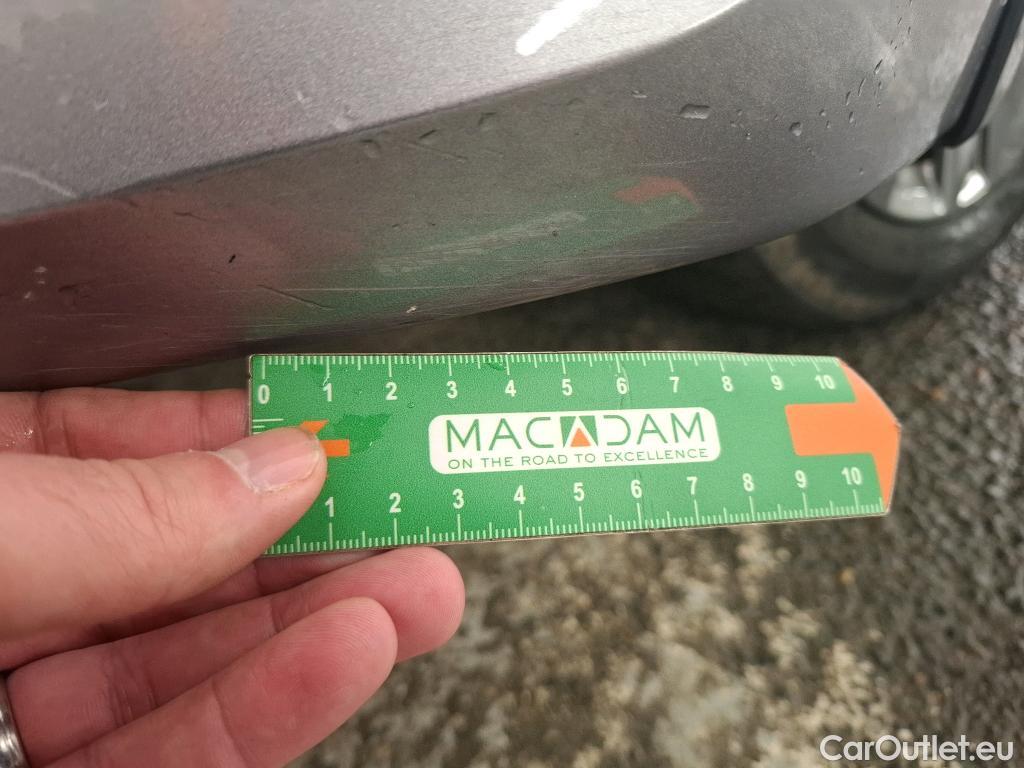 0 1 2 3 4 5 6 7 8 9 10
MACADAM
ON THE ROAD TO EXCELLENCE
1 2 3 4 5 6 7 8 9 10
CarOutlet.eu